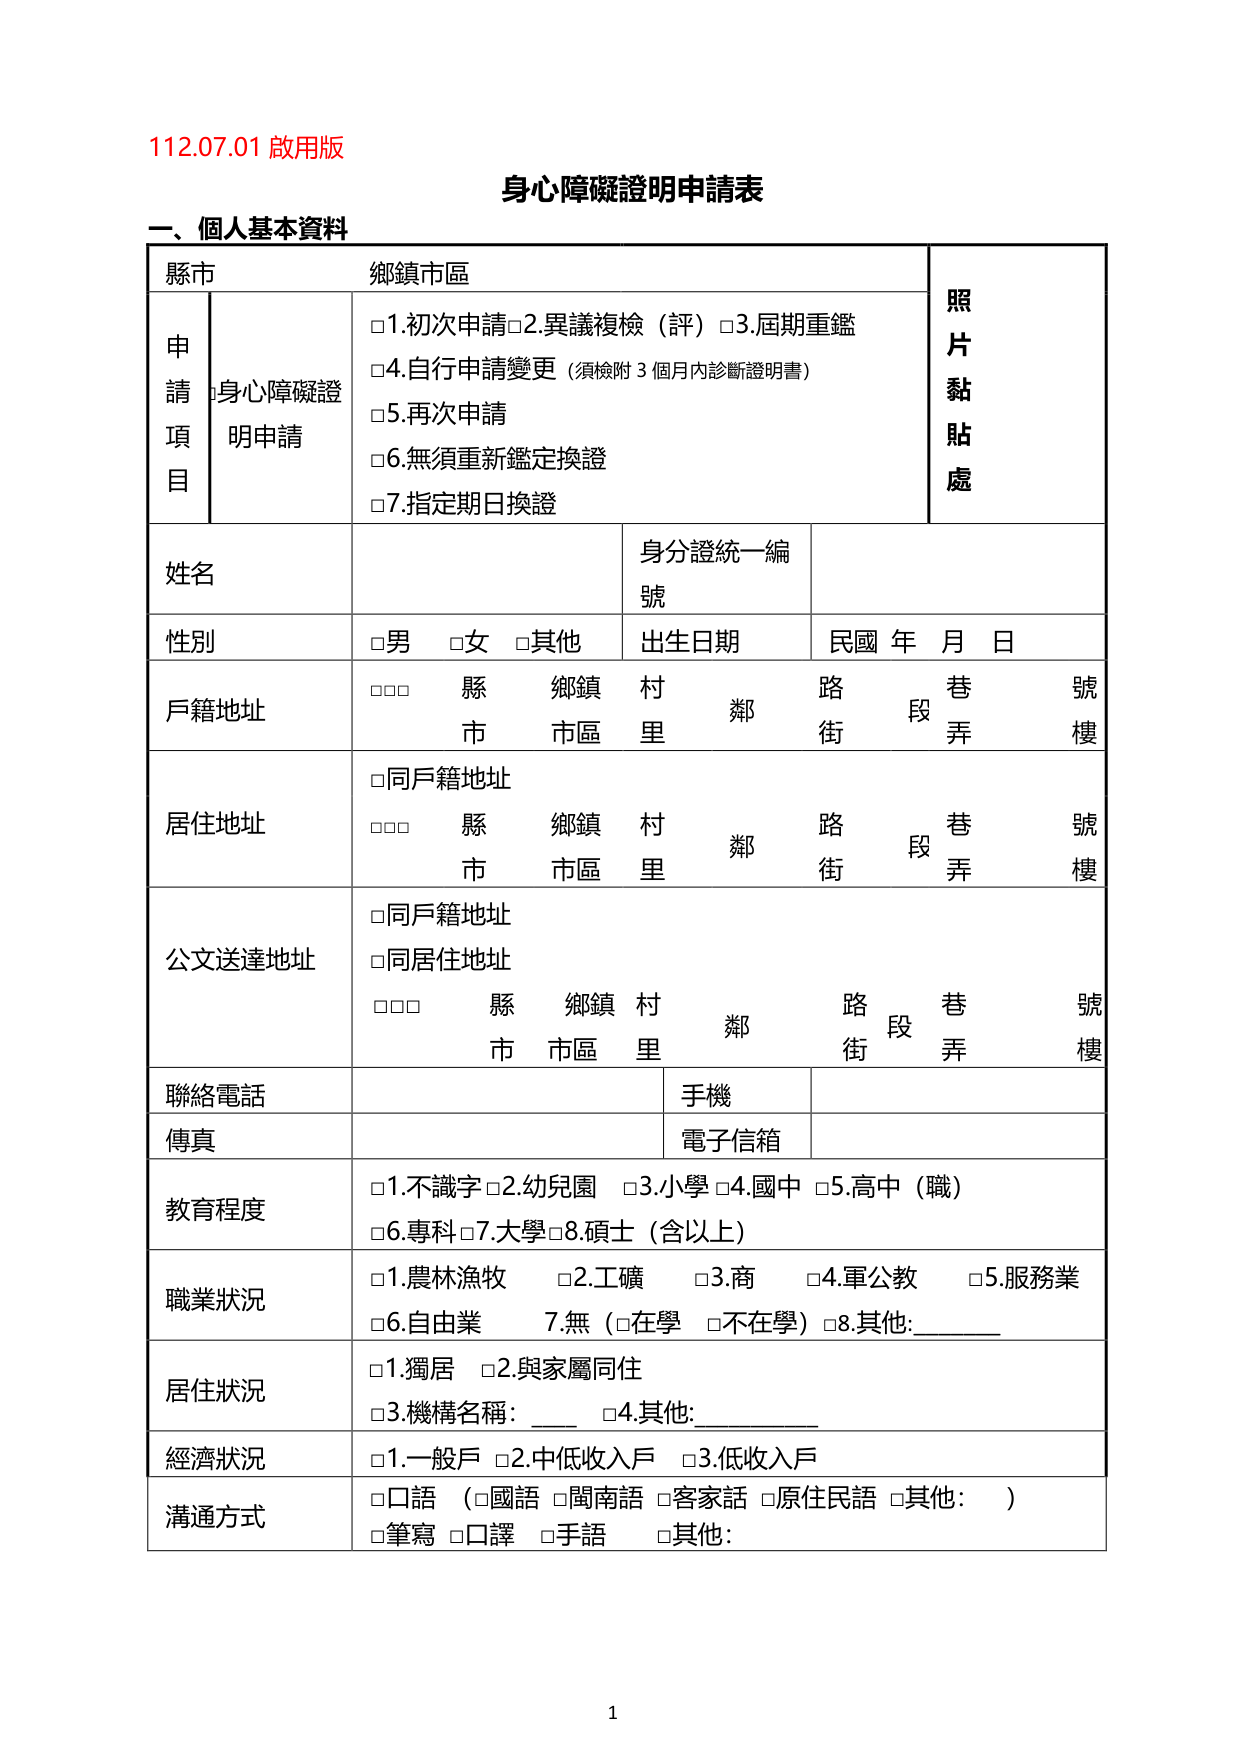 112.07.01 啟用版
身心障礙證明申請表
一、個人基本資料
縣市 鄉鎮市區
照片黏貼處
申請項目
□身心障礙證
明申請
□1.初次申請□2.異議複檢（評）□3.屆期重鑑
□4.自行申請變更（須檢附 3 個月內診斷證明書）
□5.再次申請
□6.無須重新鑑定換證
□7.指定期日換證
姓名
身分證統一編
號
性別 □男 □女 □其他 出生日期 民國 年 月 日
戶籍地址
□□□ 縣 鄉鎮 村 鄰 路 段 巷 號
市 市區 里 街 弄 樓
居住地址
□同戶籍地址
□□□ 縣 鄉鎮 村 鄰 路 段 巷 號
市 市區 里 街 弄 樓
公文送達地址
□同戶籍地址
□同居住地址
□□□ 縣 鄉鎮 村 鄰 路 段 巷 號
市 市區 里 街 弄 樓
聯絡電話 手機
傳真 電子信箱
教育程度
□1.不識字□2.幼兒園 □3.小學□4.國中 □5.高中（職）
□6.專科□7.大學□8.碩士（含以上）
職業狀況
□1.農林漁牧 □2.工礦 □3.商 □4.軍公教 □5.服務業
□6.自由業 7.無（□在學 □不在學）□8.其他:_______
居住狀況
□1.獨居 □2.與家屬同住
□3.機構名稱：____ □4.其他:__________
經濟狀況 □1.一般戶 □2.中低收入戶 □3.低收入戶
溝通方式
□口語 （□國語 □閩南語 □客家話 □原住民語 □其他： ）
□筆寫 □口譯 □手語 □其他：
1